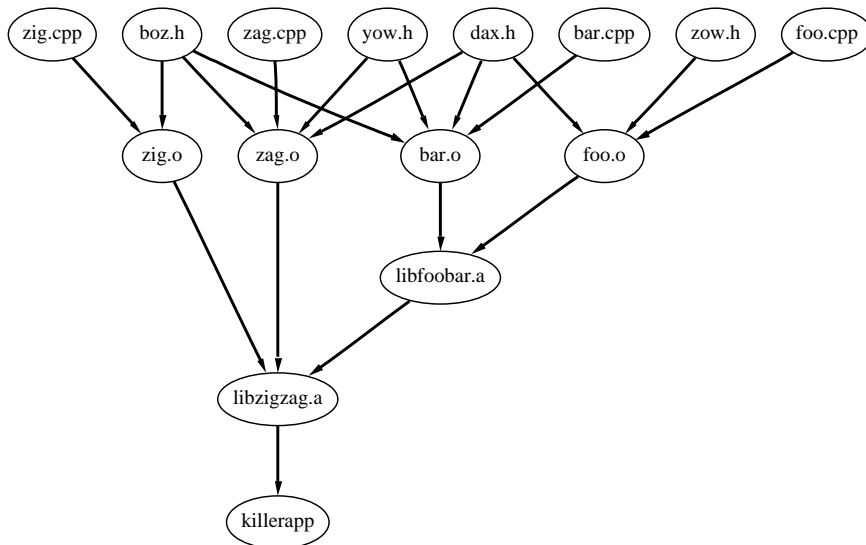 zig.cpp boz.h zag.cpp yow.h dax.h bar.cpp zow.h foo.cpp
zig.o zag.o bar.o foo.o
libfoobar.a
libzigzag.a
killerapp